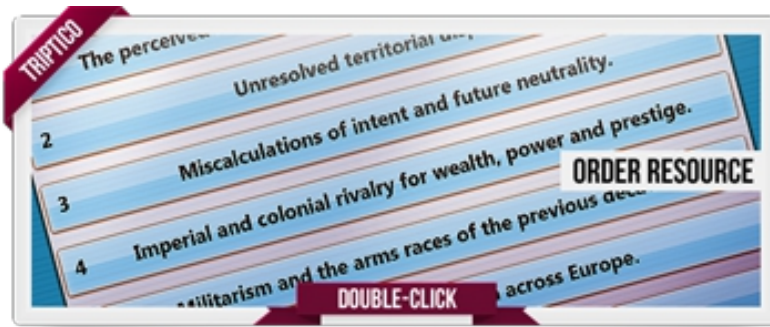 TRIPTICO
The perceived
Unresolved territorial
2 Miscalculations of intent and future neutrality.
3 Imperial and colonial rivalry for wealth, power and prestige.
ORDER RESOURCE
4 Militarism and the arms races of the previous
across Europe.
DOUBLE-CLICK